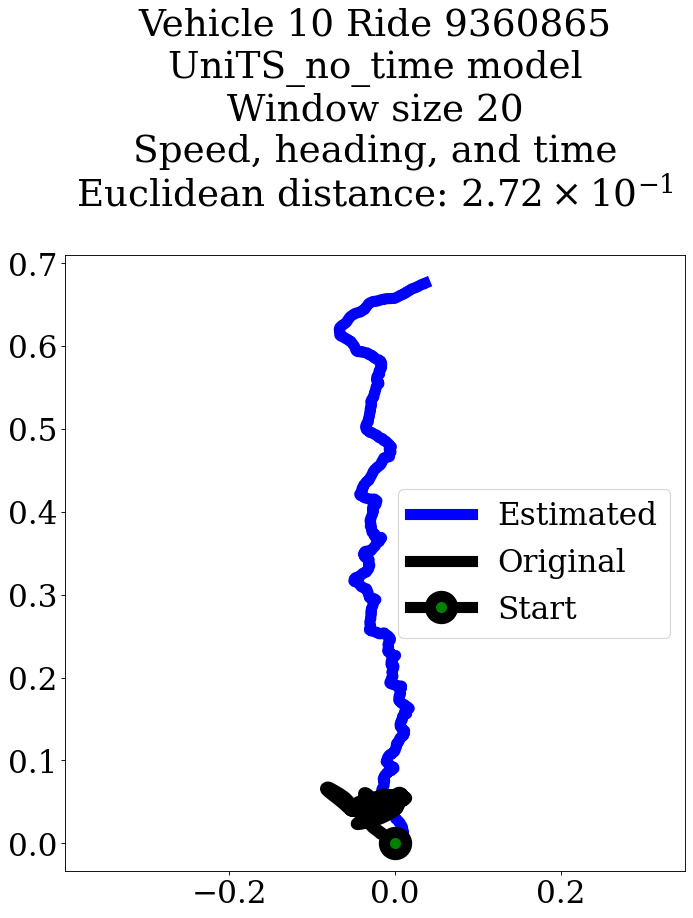 Vehicle 10 Ride 9360865
UniTS_no_time model
Window size 20
Speed, heading, and time
Euclidean distance: 2.72 × 10⁻¹
0.7
0.6
0.5
0.4
0.3
0.2
0.1
0.0
Estimated
Original
Start
−0.2
0.0
0.2